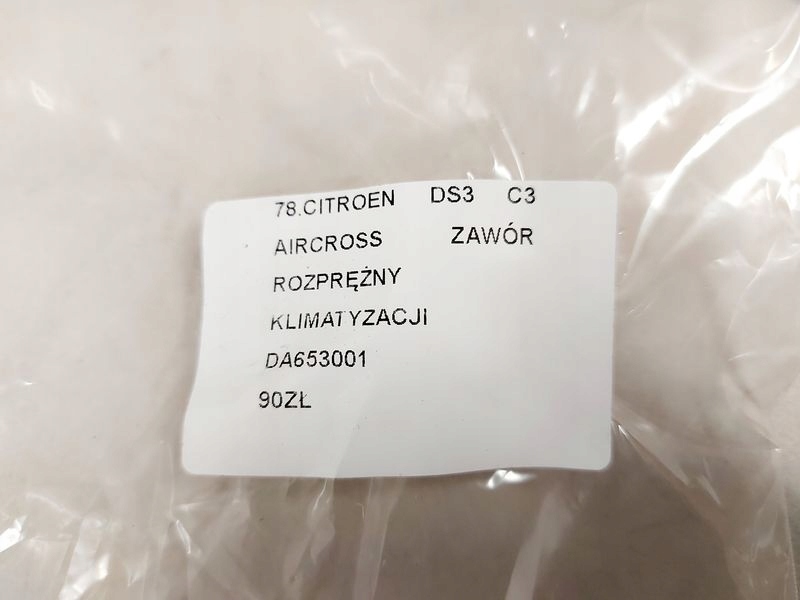 78.CITROEN DS3 C3
AIRCROSS ZAWÓR
ROZPRĘŻNY
KLIMATYZACJI
DA653001
90ZŁ